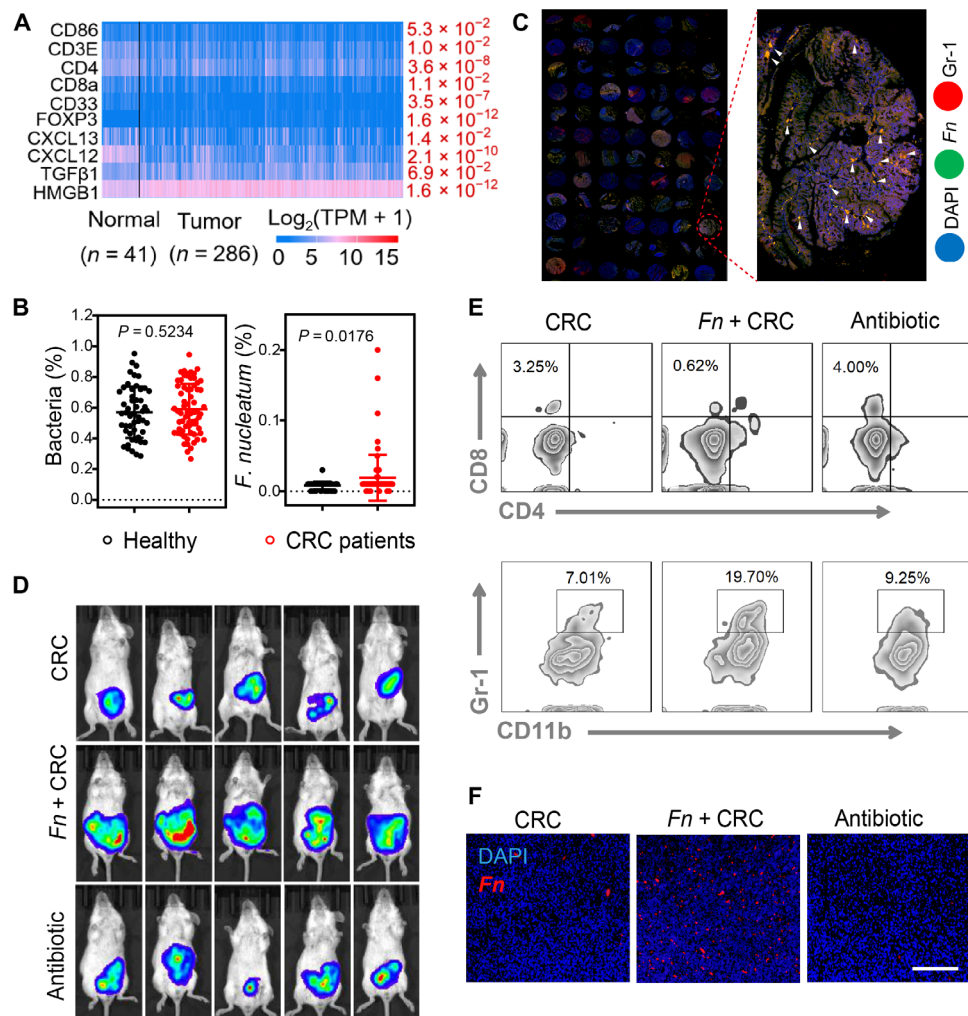 A
CD86 5.3 × 10⁻²
CD3E 1.0 × 10⁻²
CD4 3.6 × 10⁻⁸
CD8a 1.1 × 10⁻²
CD33 3.5 × 10⁻⁷
FOXP3 1.6 × 10⁻¹²
CXCL13 1.4 × 10⁻²
CXCL12 2.1 × 10⁻¹⁰
TGFβ1 6.9 × 10⁻²
HMGB1 1.6 × 10⁻¹²
Normal Tumor Log₂(TPM + 1)
(n = 41) (n = 286) 0 5 10 15
B
P = 0.5234
Bacteria (%)
1.2
1.0
0.8
0.6
0.4
0.2
0.0
P = 0.0176
F. nucleatum (%)
0.2
0.1
0.0
Healthy CRC patients
C
Gr-1
Fn
DAPI
D
CRC
Fn + CRC
Antibiotic
E
CRC Fn + CRC Antibiotic
3.25% 0.62% 4.00%
CD8
CD4
7.01% 19.70% 9.25%
Gr-1
CD11b
F
CRC Fn + CRC Antibiotic
DAPI
Fn